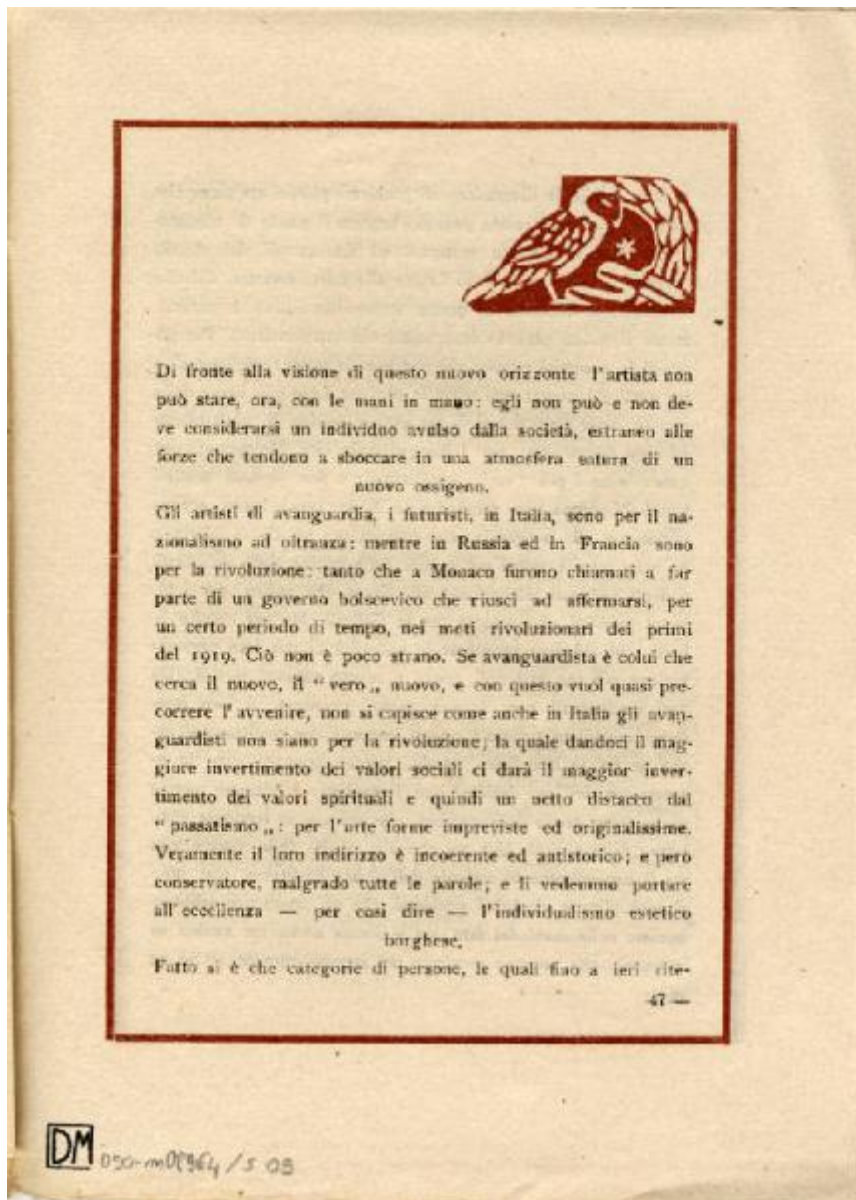 Di fronte alla visione di questo nuovo orizzonte l'artista non
può stare, ora, con le mani in mano: egli non può e non de-
ve considerarsi un individuo avulso dalla società, estraneo alle
forze che tendono a sboccare in una atmosfera satura di un
nuovo ossigeno.
Gli artisti di avanguardia, i futuristi, in Italia, sono per il na-
zionalismo ad oltranza: mentre in Russia ed in Francia sono
per la rivoluzione: tanto che a Monaco furono chiamati a far
parte di un governo bolscevico che riusci ad affermarsi, per
un certo periodo di tempo, nei moti rivoluzionari dei primi
del 1919. Ciò non è poco strano. Se avanguardista è colui che
cerca il nuovo, il “ vero „ nuovo, e con questo vuol quasi pre-
correre l'avvenire, non si capisce come anche in Italia gli avan-
guardisti non siano per la rivoluzione; la quale dandoci il mag-
giore invertimento dei valori sociali ci darà il maggior inver-
timento dei valori spirituali e quindi un netto distacco dal
“ passatismo „: per l'arte forme impreviste ed originalissime.
Veramente il loro indirizzo è incoerente ed antistorico; e però
conservatore, malgrado tutte le parole; e li vedemmo portare
all'eccellenza — per così dire — l'individualismo estetico
borghese.
Fatto si è che categorie di persone, le quali fino a ieri rite-
47 —
DM 050-m01964/S 09